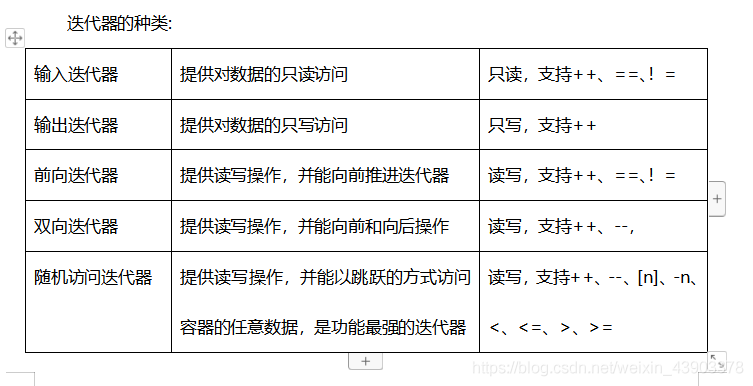 迭代器的种类:
输入迭代器 提供对数据的只读访问 只读，支持++、==、！=
输出迭代器 提供对数据的只写访问 只写，支持++
前向迭代器 提供读写操作，并能向前推进迭代器 读写，支持++、==、！=
双向迭代器 提供读写操作，并能向前和向后操作 读写，支持++、--，
随机访问迭代器 提供读写操作，并能以跳跃的方式访问 读写，支持++、--、[n]、-n、
容器的任意数据，是功能最强的迭代器 <、<=、>、>=